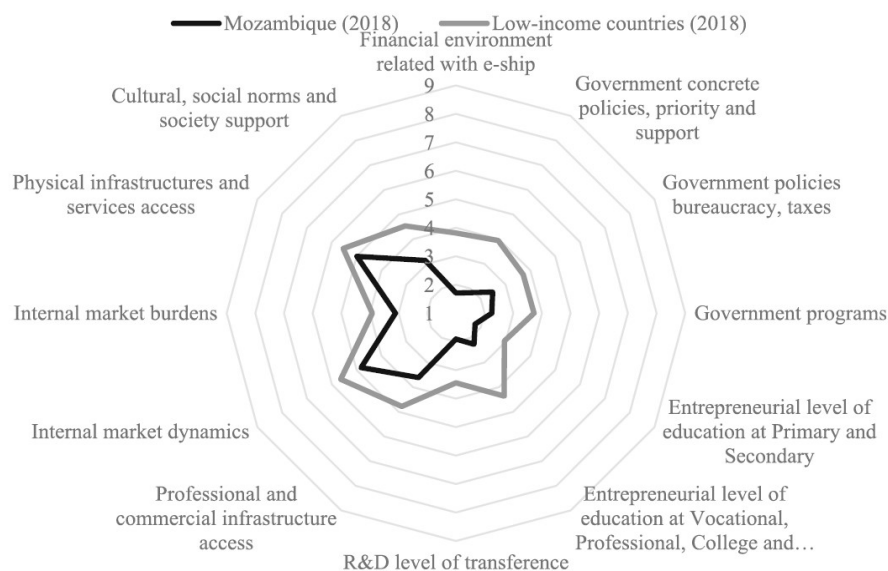 Mozambique (2018)
Low-income countries (2018)
Financial environment
related with e-ship
Government concrete
policies, priority and
support
Government policies
bureaucracy, taxes
Government programs
Entrepreneurial level of
education at Primary and
Secondary
Entrepreneurial level of
education at Vocational,
Professional, College and…
R&D level of transference
Professional and
commercial infrastructure
access
Internal market dynamics
Internal market burdens
Physical infrastructures and
services access
Cultural, social norms and
society support
9
8
7
6
5
4
3
2
1